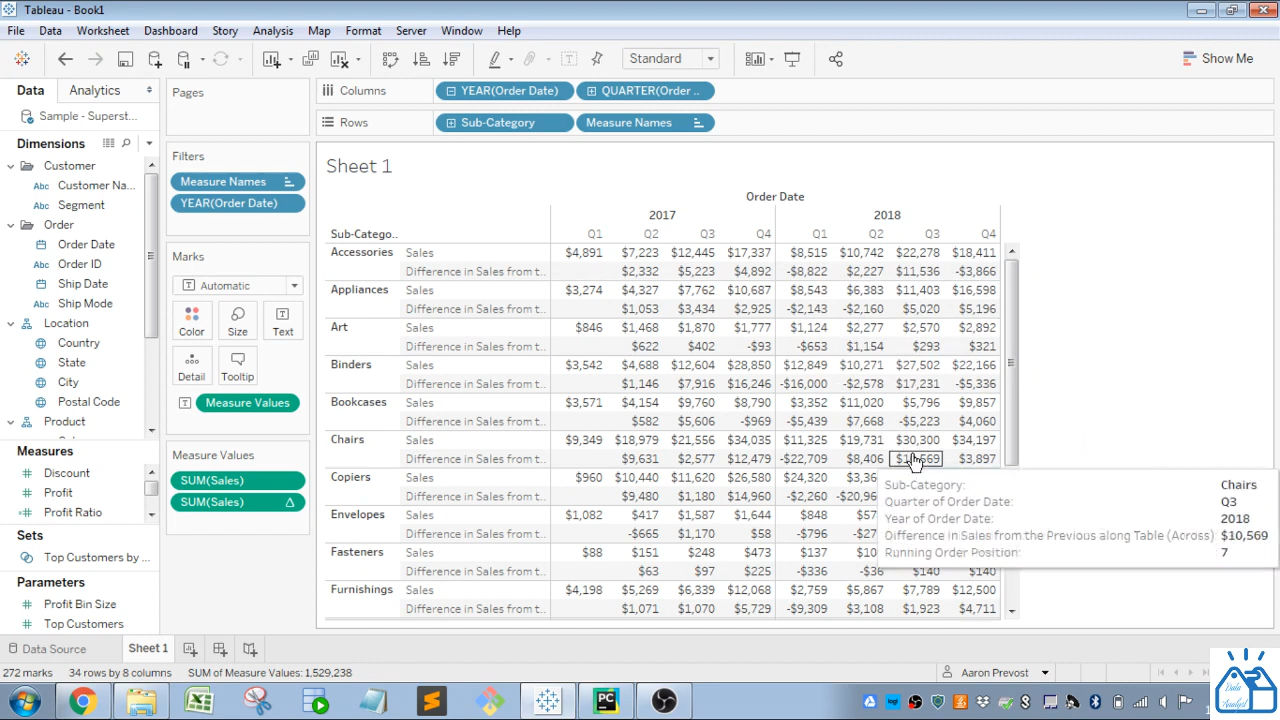 Tableau - Book1
File Data Worksheet Dashboard Story Analysis Map Format Server Window Help
Standard
Show Me
Data Analytics
Sample - Superst...
Dimensions
Customer
Abc Customer Na...
Abc Segment
Order
Order Date
Abc Order ID
Ship Date
Abc Ship Mode
Location
Country
State
City
Postal Code
Product
Measures
Discount
Profit
Profit Ratio
Sets
Top Customers by ...
Parameters
Profit Bin Size
Top Customers
Pages
Filters
Measure Names
YEAR(Order Date)
Marks
Automatic
Color Size Text
Detail Tooltip
Measure Values
Measure Values
SUM(Sales)
SUM(Sales) Δ
Columns YEAR(Order Date) QUARTER(Order ..
Rows Sub-Category Measure Names
Sheet 1
Order Date
2017 2018
Sub-Catego.. Q1 Q2 Q3 Q4 Q1 Q2 Q3 Q4
Accessories Sales $4,891 $7,223 $12,445 $17,337 $8,515 $10,742 $22,278 $18,411
Difference in Sales from t.. $2,332 $5,223 $4,892 -$8,822 $2,227 $11,536 -$3,866
Appliances Sales $3,274 $4,327 $7,762 $10,687 $8,543 $6,383 $11,403 $16,598
Difference in Sales from t.. $1,053 $3,434 $2,925 -$2,143 -$2,160 $5,020 $5,196
Art Sales $846 $1,468 $1,870 $1,777 $1,124 $2,277 $2,570 $2,892
Difference in Sales from t.. $622 $402 -$93 -$653 $1,154 $293 $321
Binders Sales $3,542 $4,688 $12,604 $28,850 $12,849 $10,271 $27,502 $22,166
Difference in Sales from t.. $1,146 $7,916 $16,246 -$16,000 -$2,578 $17,231 -$5,336
Bookcases Sales $3,571 $4,154 $9,760 $8,790 $3,352 $11,020 $5,796 $9,857
Difference in Sales from t.. $582 $5,606 -$969 -$5,439 $7,668 -$5,223 $4,060
Chairs Sales $9,349 $18,979 $21,556 $34,035 $11,325 $19,731 $30,300 $34,197
Difference in Sales from t.. $9,631 $2,577 $12,479 -$22,709 $8,406 $3,897
Copiers Sales $960 $10,440 $11,620 $26,580 $24,320
Difference in Sales from t.. $9,480 $1,180 $14,960 -$2,260
Envelopes Sales $1,082 $417 $1,587 $1,644 $848
Difference in Sales from t.. -$665 $1,170 $58 -$796
Fasteners Sales $88 $151 $248 $473 $137
Difference in Sales from t.. $63 $97 $225 -$336 $140 $140
Furnishings Sales $4,198 $5,269 $6,339 $12,068 $2,759 $5,867 $7,789 $12,500
Difference in Sales from t.. $1,071 $1,070 $5,729 -$9,309 $3,108 $1,923 $4,711
Sub-Category: Chairs
Quarter of Order Date: Q3
Year of Order Date: 2018
Difference in Sales from the Previous along Table (Across) $10,569
Running Order Position: 7
Data Source Sheet 1
272 marks 34 rows by 8 columns SUM of Measure Values: 1,529,238
Aaron Prevost
PC
Data
Analyst